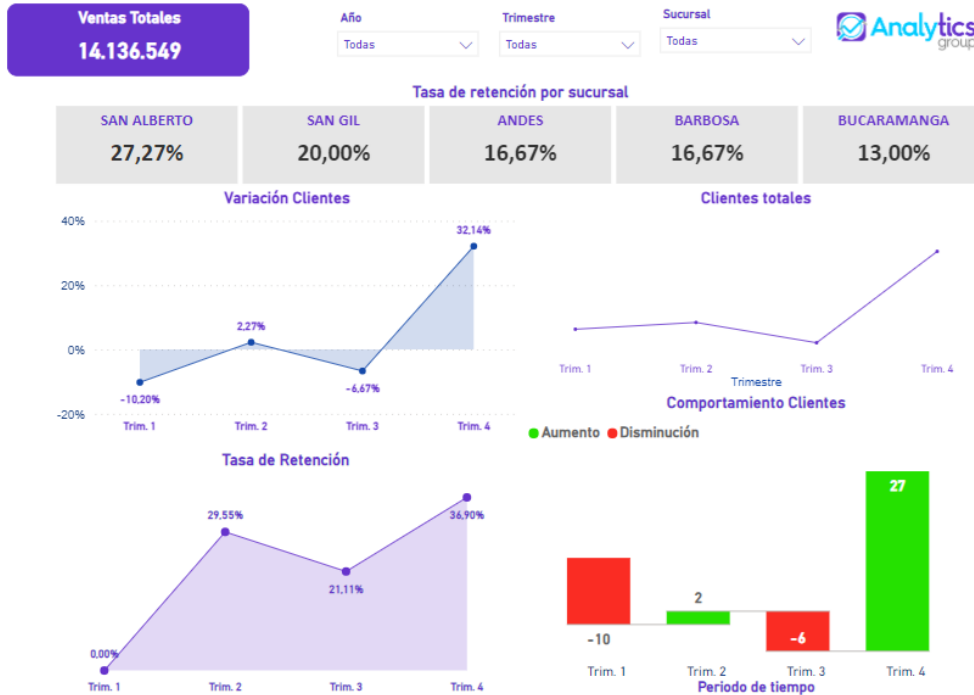 Ventas Totales
14.136.549
Año
Todas
Trimestre
Todas
Sucursal
Todas
Analytics
group
Tasa de retención por sucursal
SAN ALBERTO
27,27%
SAN GIL
20,00%
ANDES
16,67%
BARBOSA
16,67%
BUCARAMANGA
13,00%
Variación Clientes
40%
20%
0%
-20%
-10,20%
2,27%
-6,67%
32,14%
Trim. 1
Trim. 2
Trim. 3
Trim. 4
Clientes totales
Trim. 1
Trim. 2
Trim. 3
Trim. 4
Trimestre
Tasa de Retención
0,00%
29,55%
21,11%
36,90%
Trim. 1
Trim. 2
Trim. 3
Trim. 4
Comportamiento Clientes
Aumento Disminución
-10
2
-6
27
Trim. 1
Trim. 2
Trim. 3
Trim. 4
Periodo de tiempo